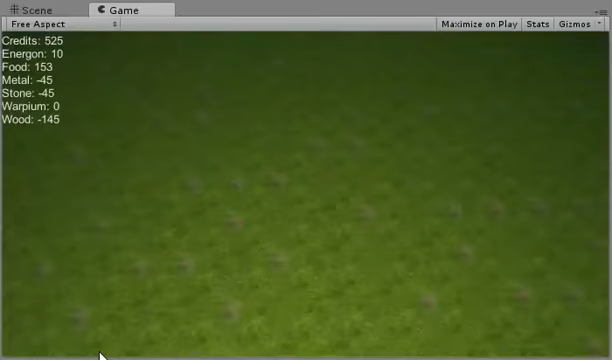 Scene
Game
Free Aspect
Maximize on Play
Stats
Gizmos
Credits: 525
Energon: 10
Food: 153
Metal: -45
Stone: -45
Warpium: 0
Wood: -145